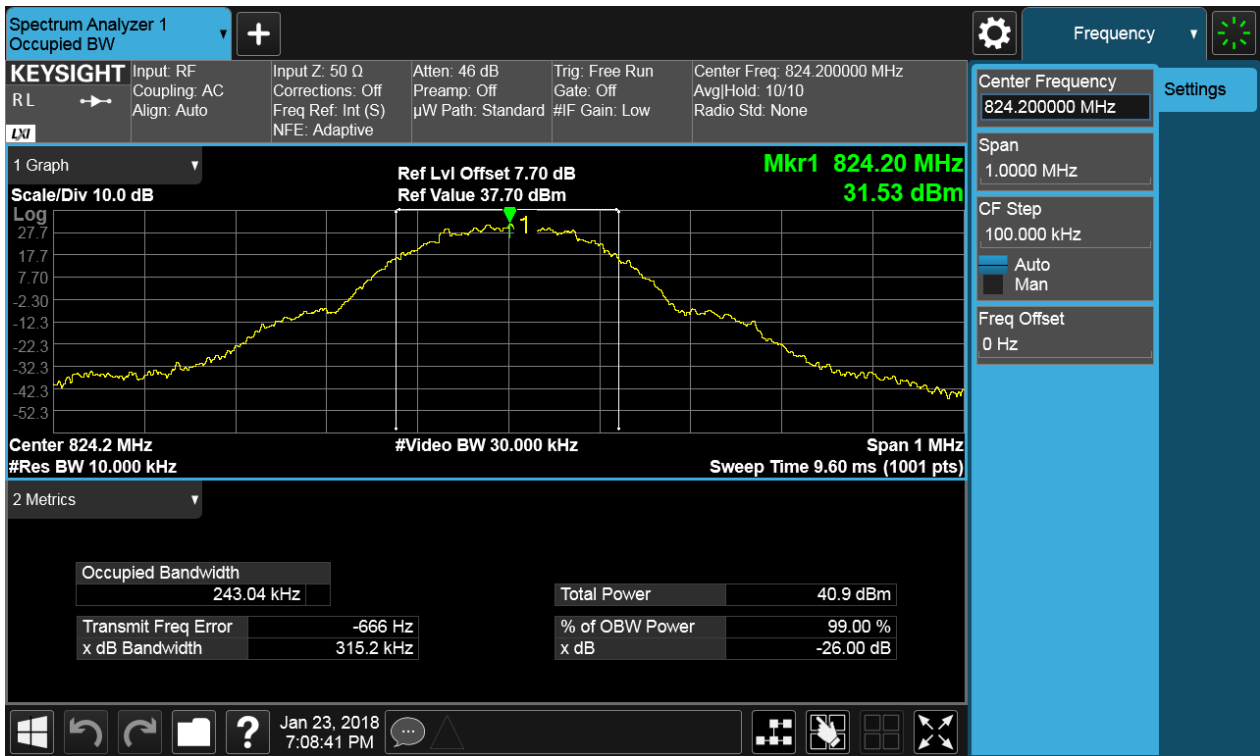 Spectrum Analyzer 1
Occupied BW
Frequency
KEYSIGHT
RL
LXI
Input: RF
Coupling: AC
Align: Auto
Input Z: 50 Ω
Corrections: Off
Freq Ref: Int (S)
NFE: Adaptive
Atten: 46 dB
Preamp: Off
µW Path: Standard
Trig: Free Run
Gate: Off
#IF Gain: Low
Center Freq: 824.200000 MHz
Avg|Hold: 10/10
Radio Std: None
Center Frequency
824.200000 MHz
Settings
Span
1.0000 MHz
CF Step
100.000 kHz
Auto
Man
Freq Offset
0 Hz
1 Graph
Scale/Div 10.0 dB
Ref Lvl Offset 7.70 dB
Ref Value 37.70 dBm
Mkr1 824.20 MHz
31.53 dBm
Log
27.7
17.7
7.70
-2.30
-12.3
-22.3
-32.3
-42.3
-52.3
1
Center 824.2 MHz
#Res BW 10.000 kHz
#Video BW 30.000 kHz
Span 1 MHz
Sweep Time 9.60 ms (1001 pts)
2 Metrics
Occupied Bandwidth
243.04 kHz
Total Power 40.9 dBm
Transmit Freq Error -666 Hz
% of OBW Power 99.00 %
x dB Bandwidth 315.2 kHz
x dB -26.00 dB
?
Jan 23, 2018
7:08:41 PM